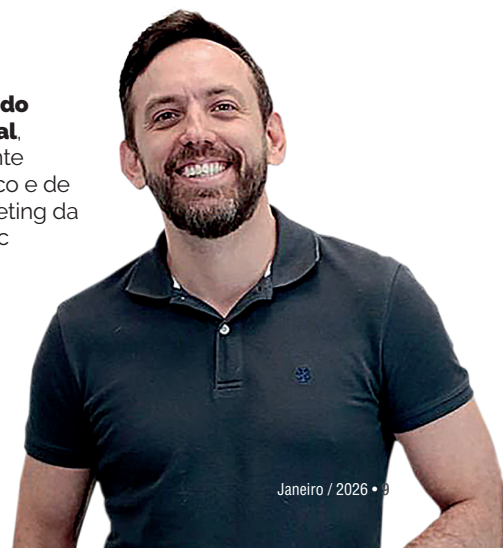 do
al,
nte
co e de
eting da
c
Janeiro / 2026 • 9